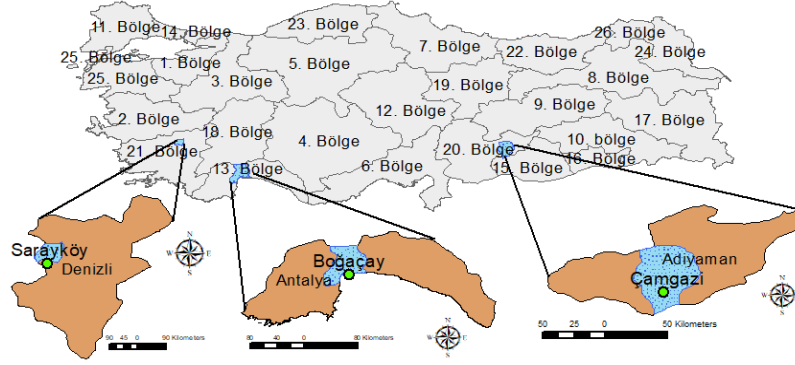 11. Bölge
14. Bölge
23. Bölge
7. Bölge
26. Bölge
22. Bölge
24. Bölge
25. Bölge
1. Bölge
5. Bölge
25. Bölge
3. Bölge
19. Bölge
8. Bölge
12. Bölge
9. Bölge
2. Bölge
18. Bölge
4. Bölge
10. bölge
17. Bölge
21. Bölge
13. Bölge
6. Bölge
20. Bölge
15. Bölge
16. Bölge
Sarayköy
Denizli
N
W E
S
Boğaçay
Antalya
Adıyaman
Çamgazi
N
W E
S
N
W E
S
90 45 0 90 Kilometers
80 40 0 80 Kilometers
50 25 0 50 Kilometers